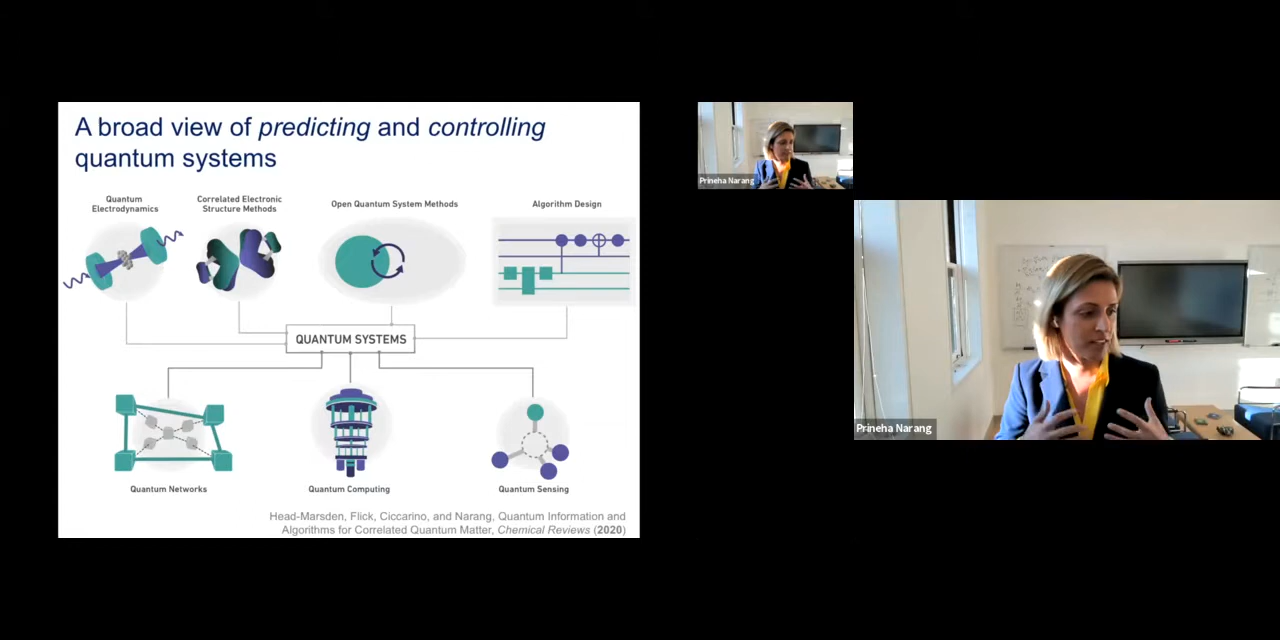 A broad view of predicting and controlling
quantum systems
Quantum
Electrodynamics
Correlated Electronic
Structure Methods
Open Quantum System Methods
Algorithm Design
QUANTUM SYSTEMS
Quantum Networks
Quantum Computing
Quantum Sensing
Head-Marsden, Flick, Ciccarino, and Narang, Quantum Information and
Algorithms for Correlated Quantum Matter, Chemical Reviews (2020)
Prineha Narang
Prineha Narang